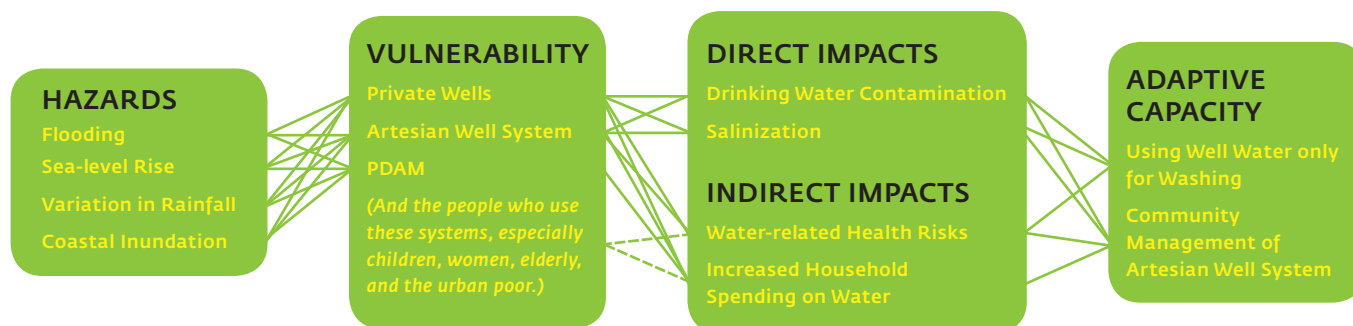 HAZARDS
Flooding
Sea-level Rise
Variation in Rainfall
Coastal Inundation
VULNERABILITY
Private Wells
Artesian Well System
PDAM
(And the people who use
these systems, especially
children, women, elderly,
and the urban poor.)
DIRECT IMPACTS
Drinking Water Contamination
Salinization
INDIRECT IMPACTS
Water-related Health Risks
Increased Household
Spending on Water
ADAPTIVE
CAPACITY
Using Well Water only
for Washing
Community
Management of
Artesian Well System